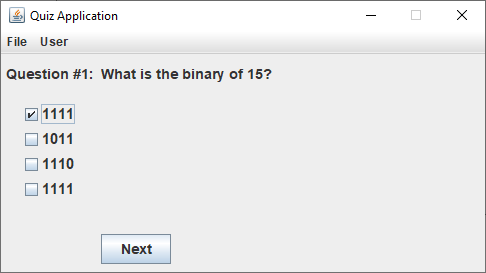 Quiz Application
File User
Question #1: What is the binary of 15?
1111
1011
1110
1111
Next